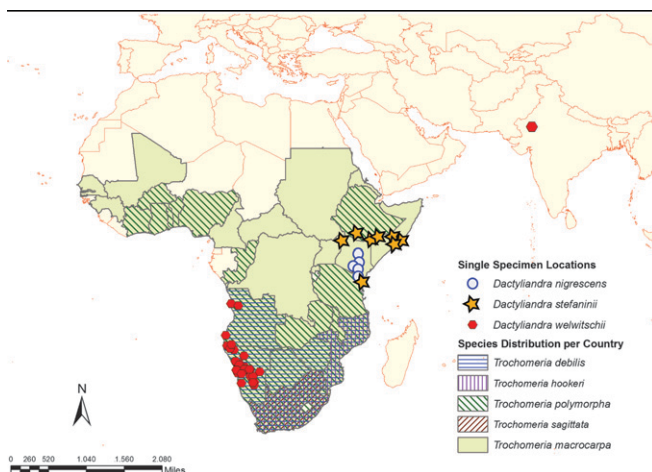 Single Specimen Locations
Dactyliandra nigrescens
Dactyliandra stefaninii
Dactyliandra welwitschii
Species Distribution per Country
Trochomeria debilis
Trochomeria hookeri
Trochomeria polymorpha
Trochomeria sagittata
Trochomeria macrocarpa
N
0 260 520 1.040 1.560 2.080
Miles